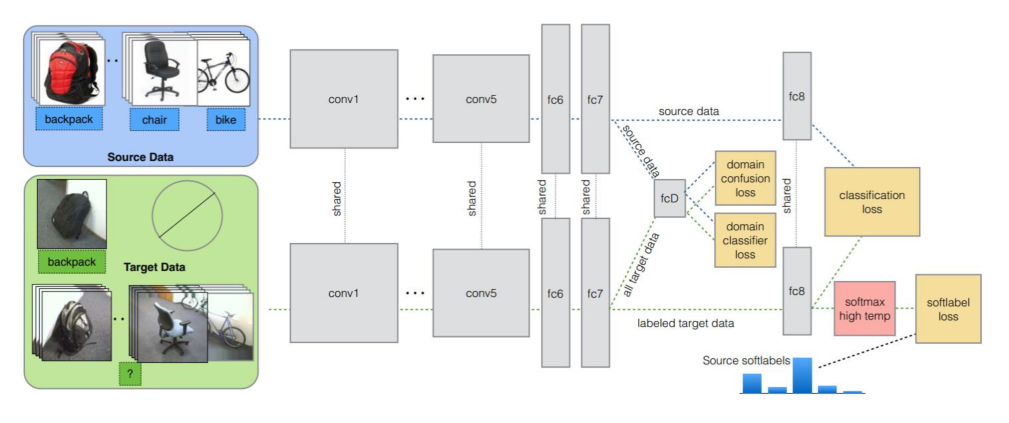 backpack
chair
bike
Source Data
backpack
Target Data
?
conv1
conv5
fc6
fc7
source data
fc8
source data
shared
shared
shared
shared
shared
fcD
domain
confusion
loss
domain
classifier
loss
classification
loss
all target data
conv1
conv5
fc6
fc7
labeled target data
fc8
softmax
high temp
softlabel
loss
Source softlabels